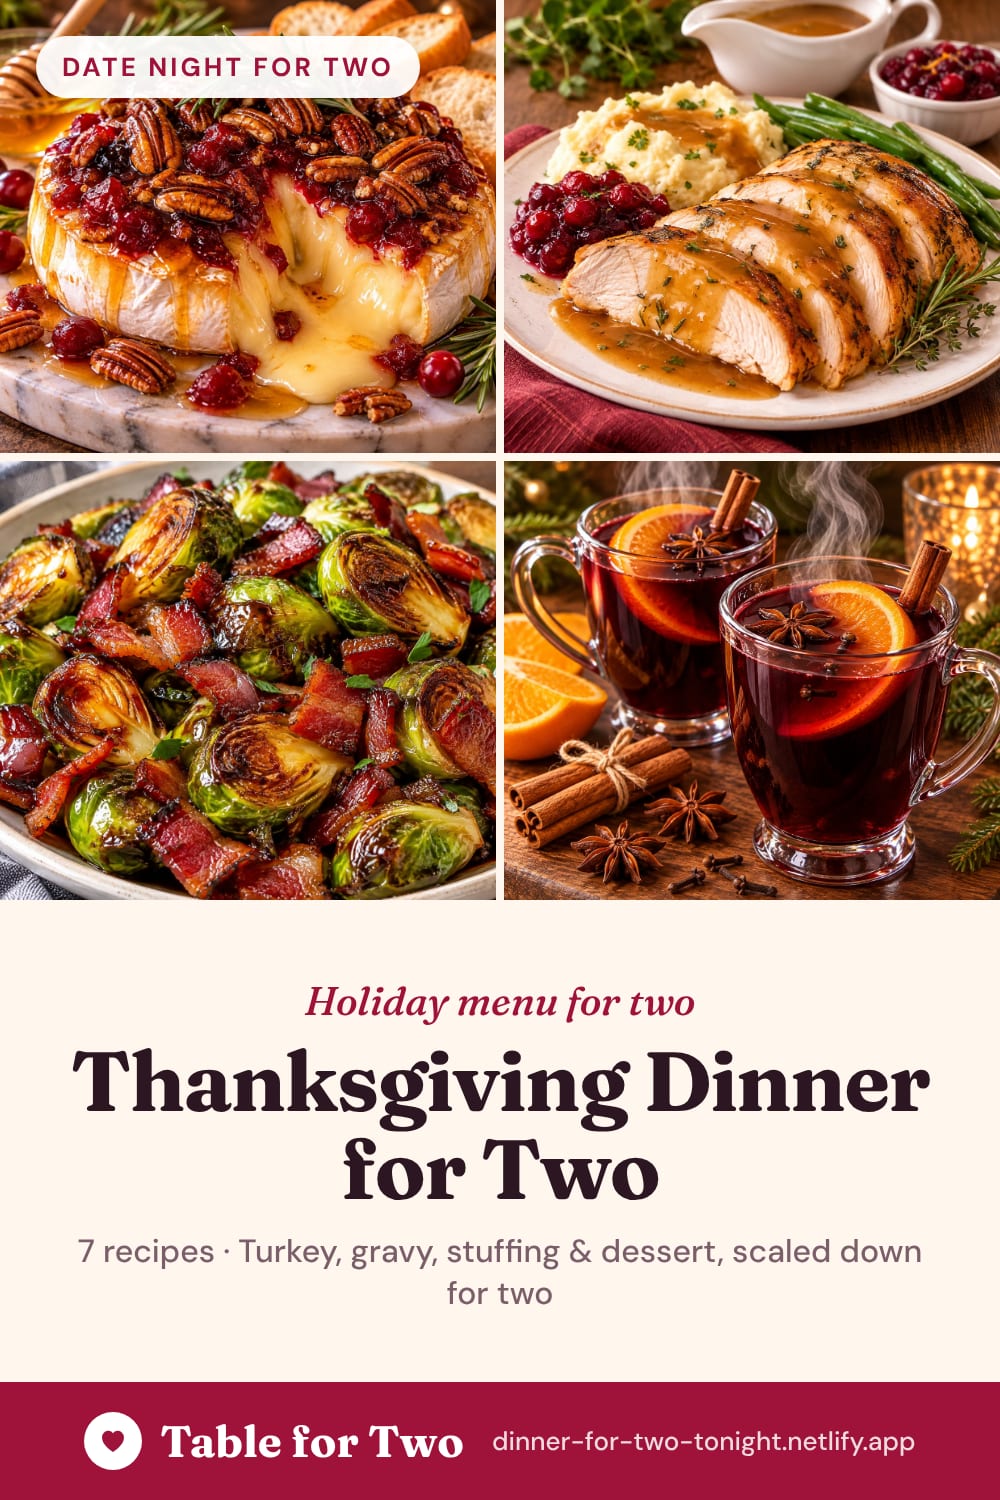 DATE NIGHT FOR TWO
Holiday menu for two
Thanksgiving Dinner
for Two
7 recipes · Turkey, gravy, stuffing & dessert, scaled down
for two
Table for Two
dinner-for-two-tonight.netlify.app